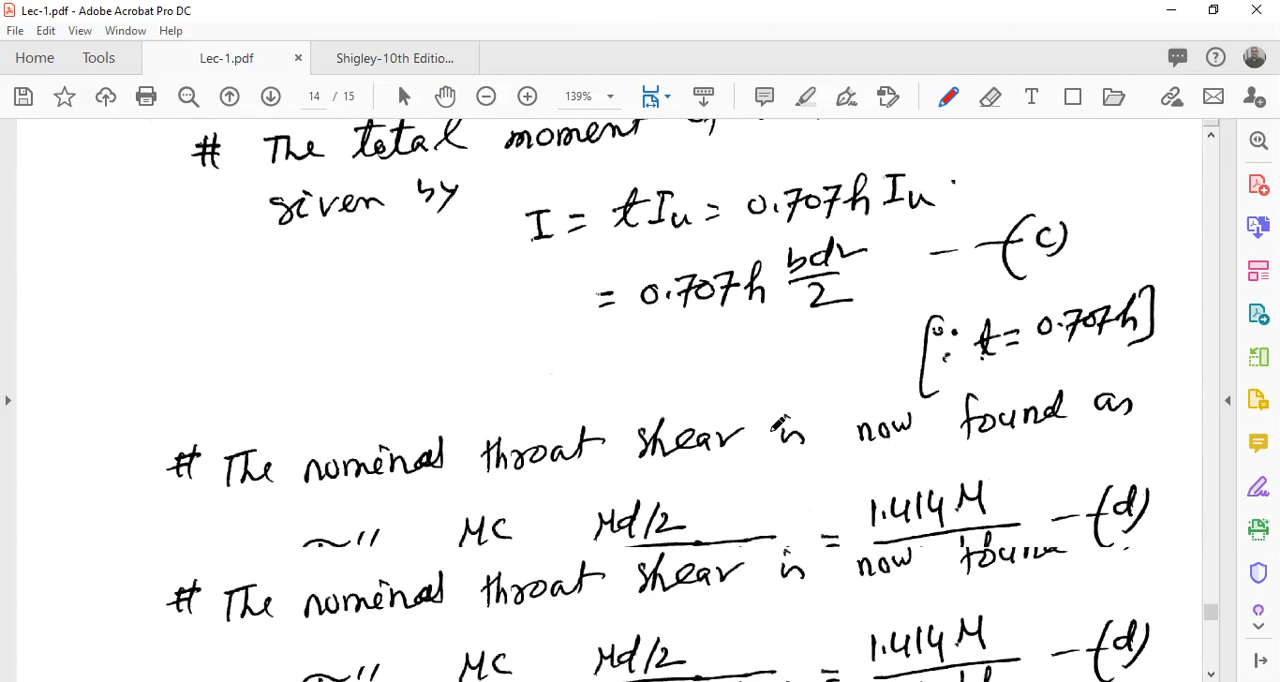 Lec-1.pdf - Adobe Acrobat Pro DC
File Edit View Window Help
Home Tools Lec-1.pdf × Shigley-10th Editio...
14 / 15 139%
# The total moment
given by
I = tIu = 0.707h Iu
= 0.707h bd²/2 — (c)
[∵ t = 0.707h]
# The nominal throat shear is now found as
τ'' MC Md/2 = 1.414M — (d)
# The nominal throat shear is now found
τ'' MC Md/2 = 1.414M — (d)